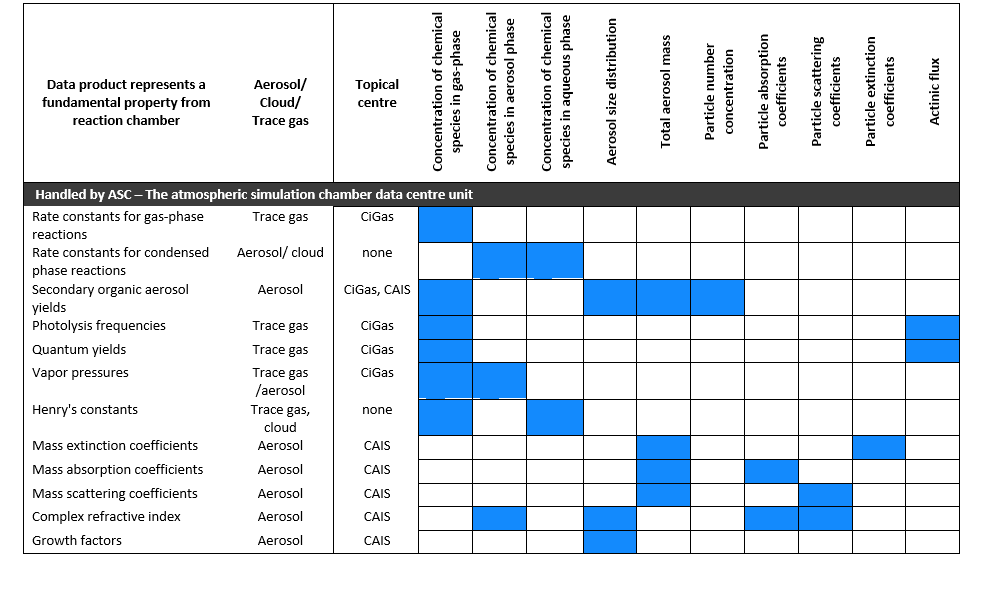 Data product represents a
fundamental property from
reaction chamber
Aerosol/
Cloud/
Trace gas
Topical
centre
Concentration of chemical
species in gas-phase
Concentration of chemical
species in aerosol phase
Concentration of chemical
species in aqueous phase
Aerosol size distribution
Total aerosol mass
Particle number
concentration
Particle absorption
coefficients
Particle scattering
coefficients
Particle extinction
coefficients
Actinic flux
Handled by ASC – The atmospheric simulation chamber data centre unit
Rate constants for gas-phase
reactions
Trace gas
CiGas
Rate constants for condensed
phase reactions
Aerosol/ cloud
none
Secondary organic aerosol
yields
Aerosol
CiGas, CAIS
Photolysis frequencies
Trace gas
CiGas
Quantum yields
Trace gas
CiGas
Vapor pressures
Trace gas
/aerosol
CiGas
Henry's constants
Trace gas,
cloud
none
Mass extinction coefficients
Aerosol
CAIS
Mass absorption coefficients
Aerosol
CAIS
Mass scattering coefficients
Aerosol
CAIS
Complex refractive index
Aerosol
CAIS
Growth factors
Aerosol
CAIS